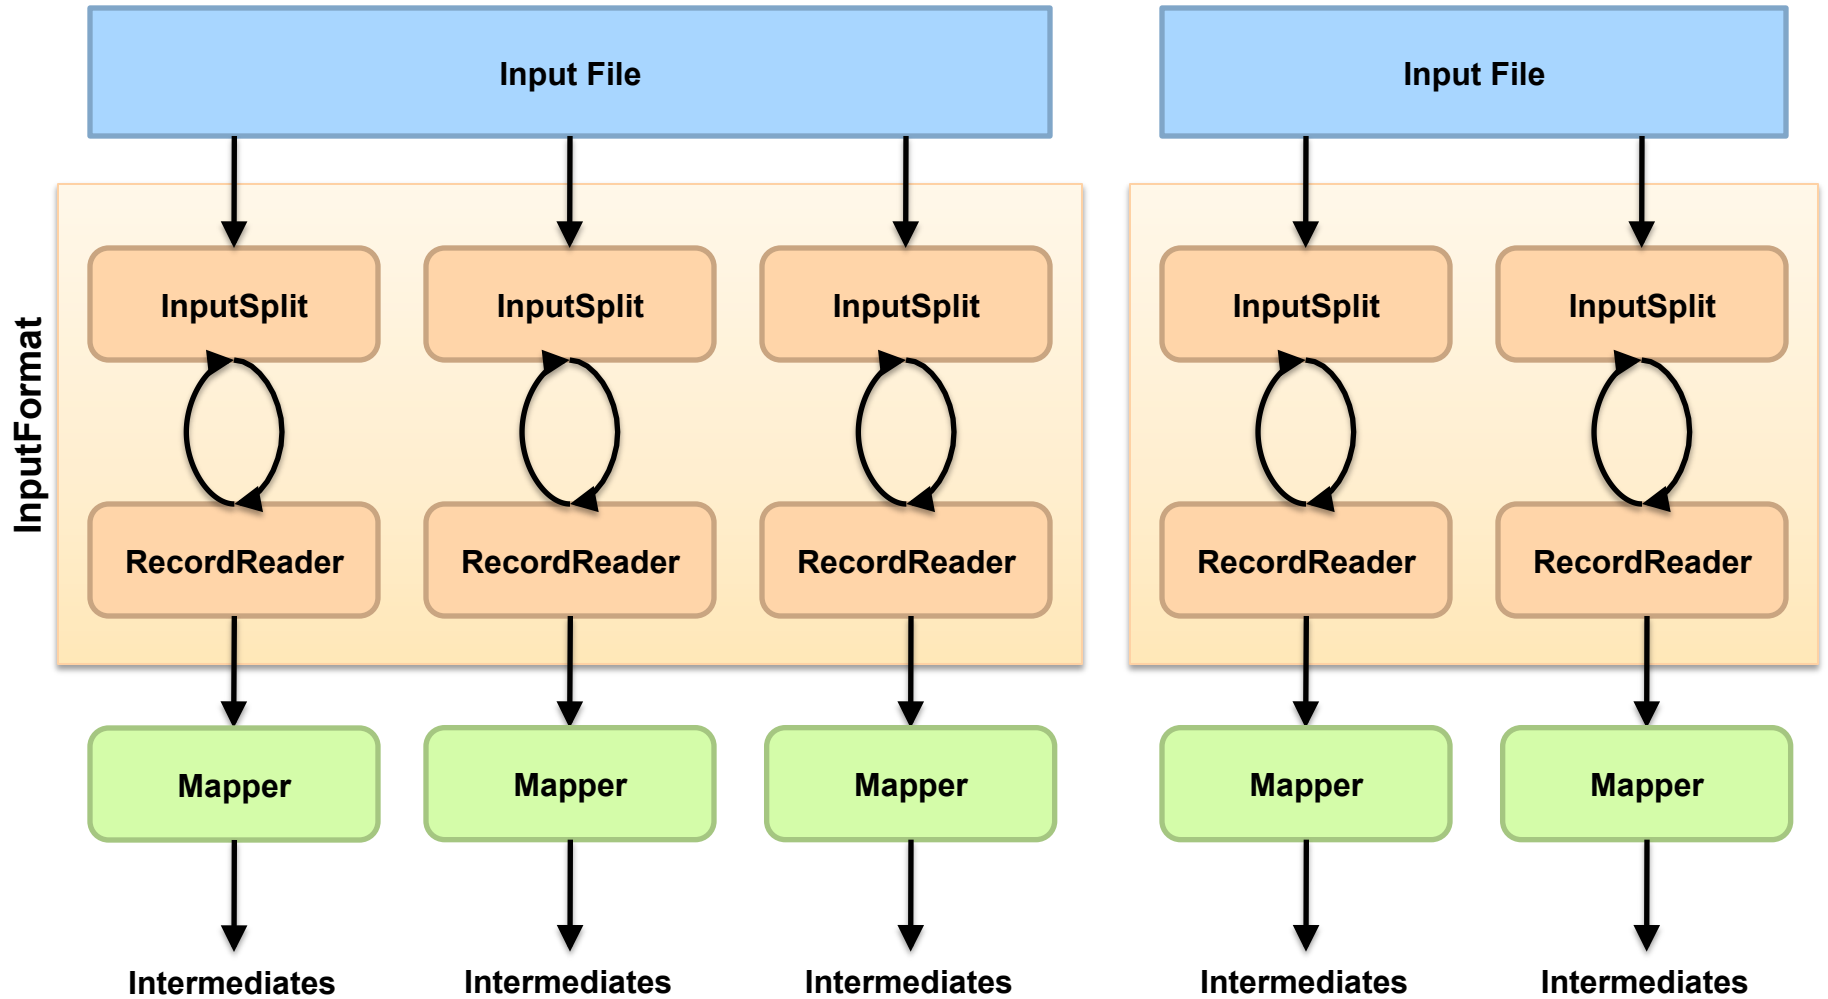 Input File
Input File
InputFormat
InputSplit
InputSplit
InputSplit
InputSplit
InputSplit
RecordReader
RecordReader
RecordReader
RecordReader
RecordReader
Mapper
Mapper
Mapper
Mapper
Mapper
Intermediates
Intermediates
Intermediates
Intermediates
Intermediates